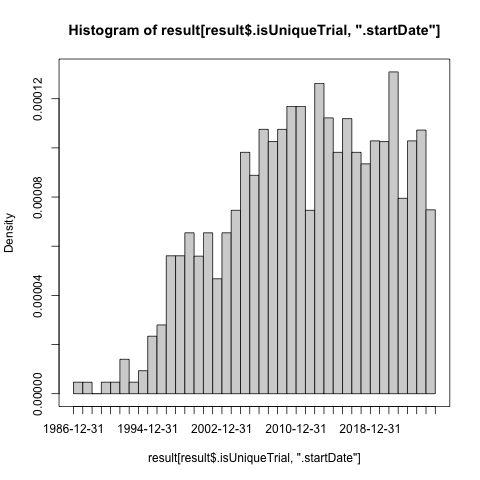 Histogram of result[result$.isUniqueTrial, ".startDate"]
Density
0.00012
0.00008
0.00004
0.00000
1986-12-31 1994-12-31 2002-12-31 2010-12-31 2018-12-31
result[result$.isUniqueTrial, ".startDate"]